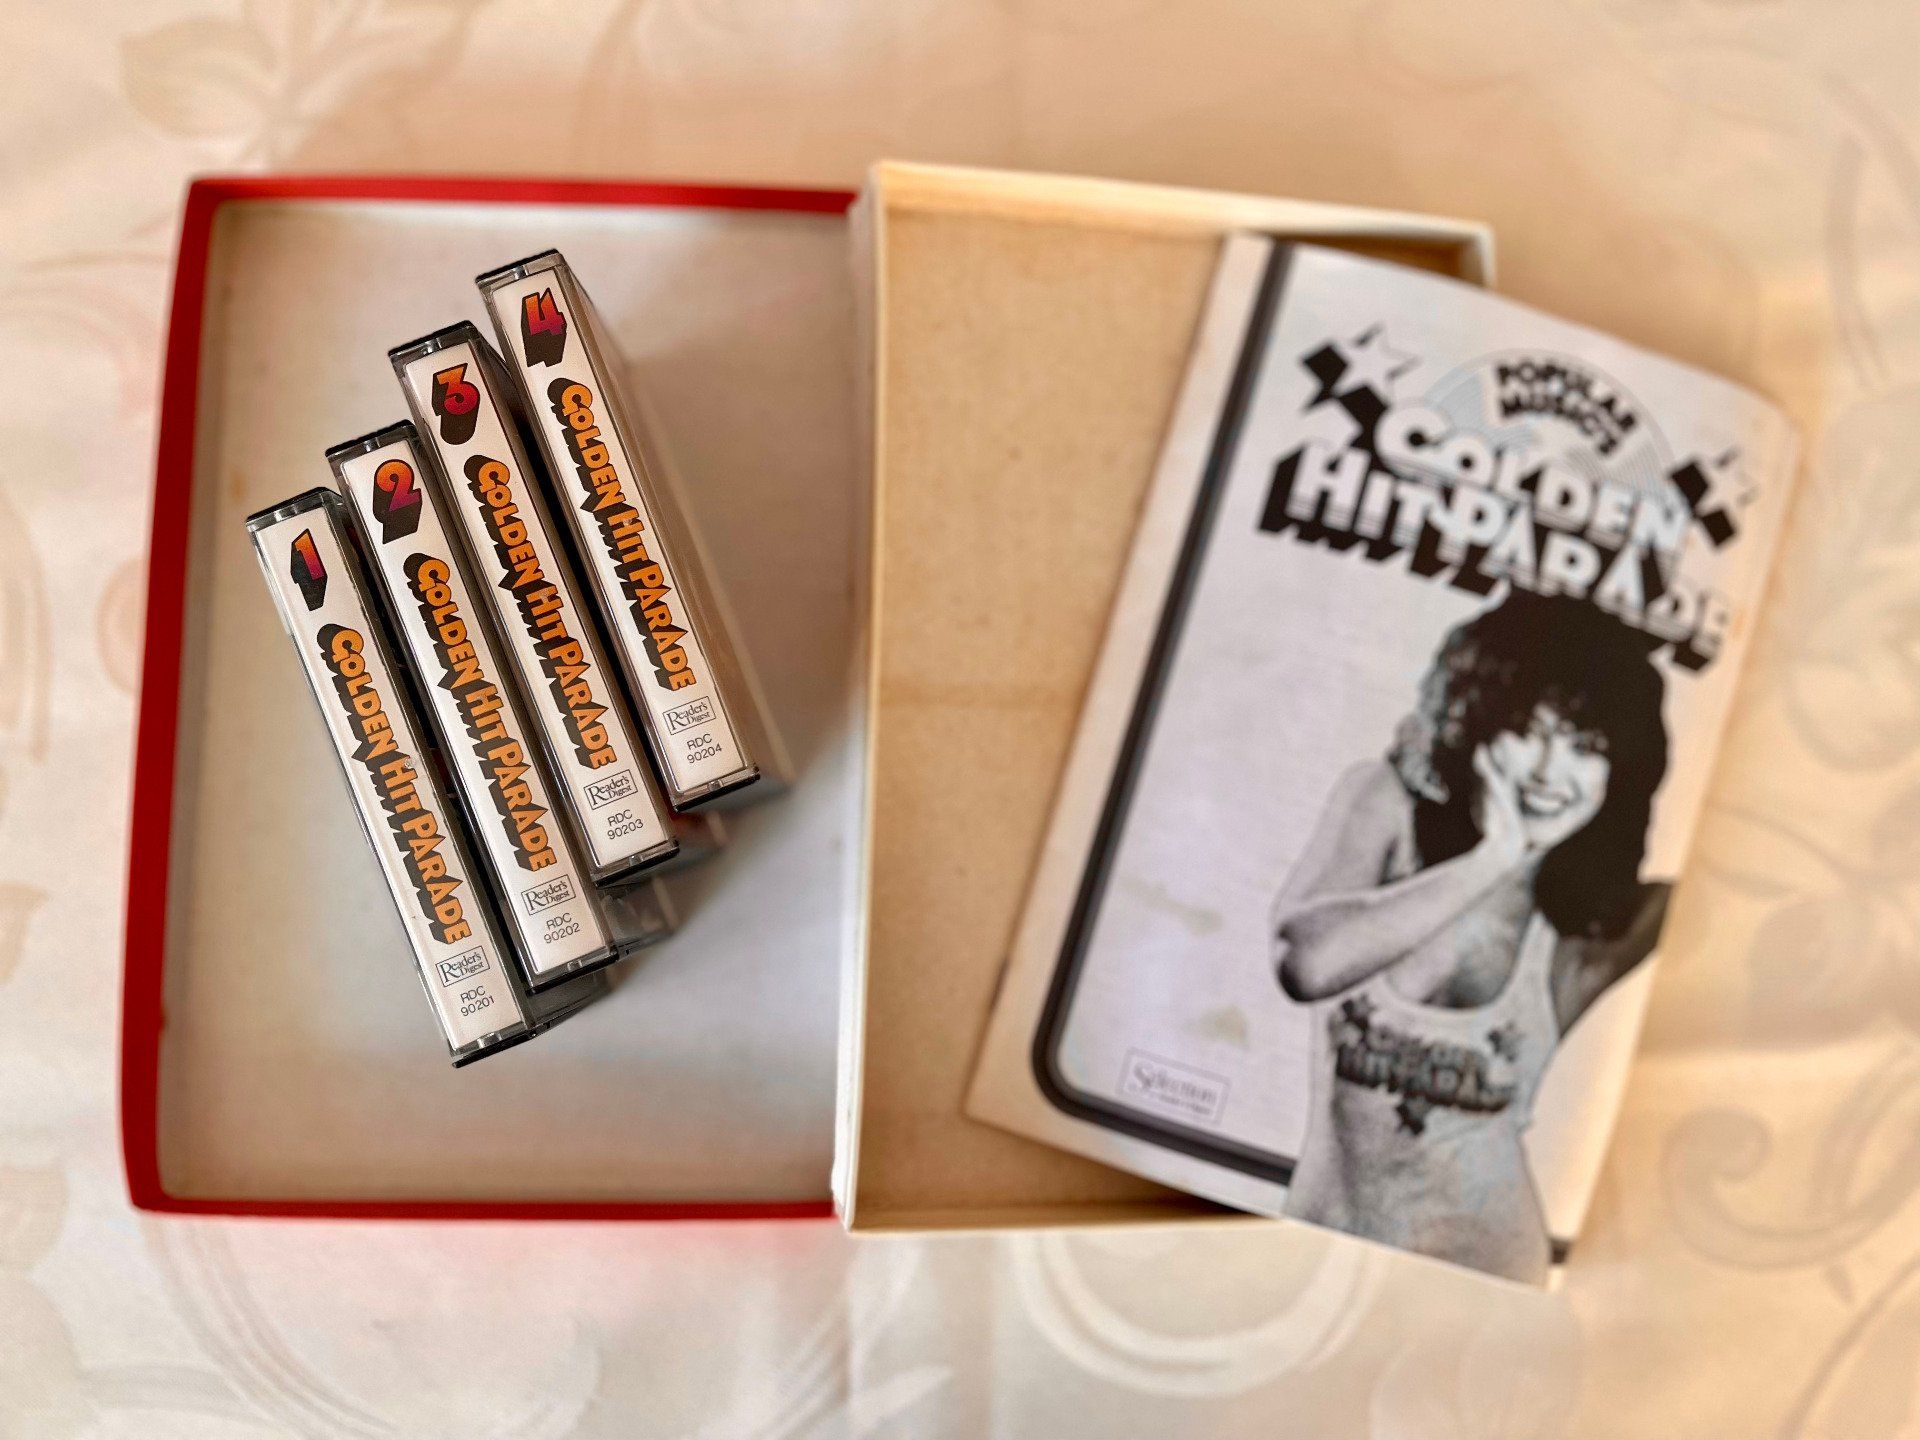 1
GOLDEN HIT PARADE
Reader's
Digest
RDC
90201
2
GOLDEN HIT PARADE
Reader's
Digest
RDC
90202
3
GOLDEN HIT PARADE
Reader's
Digest
RDC
90203
4
GOLDEN HIT PARADE
Reader's
Digest
RDC
90204
POPULAR
MUSIC'S
GOLDEN
HIT PARADE
GOLDEN
HIT PARADE
Sélection